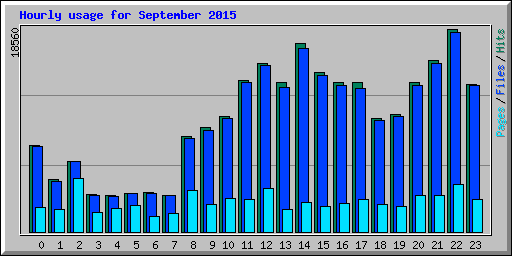 Hourly usage for September 2015
18560
Pages/Files/Hits
0 1 2 3 4 5 6 7 8 9 10 11 12 13 14 15 16 17 18 19 20 21 22 23